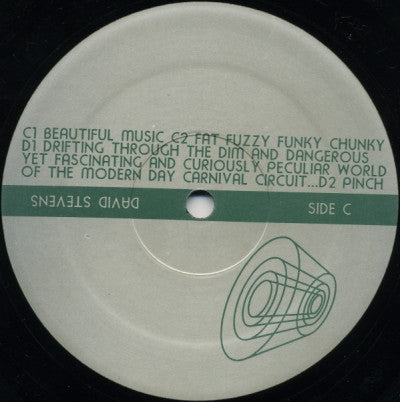 C1 BEAUTIFUL MUSIC C2 FAT FUZZY FUNKY CHUNKY
D1 DRIFTING THROUGH THE DIM AND DANGEROUS
YET FASCINATING AND CURIOUSLY PECULIAR WORLD
OF THE MODERN DAY CARNIVAL CIRCUIT...D2 PINCH
DAVID STEVENS
SIDE C